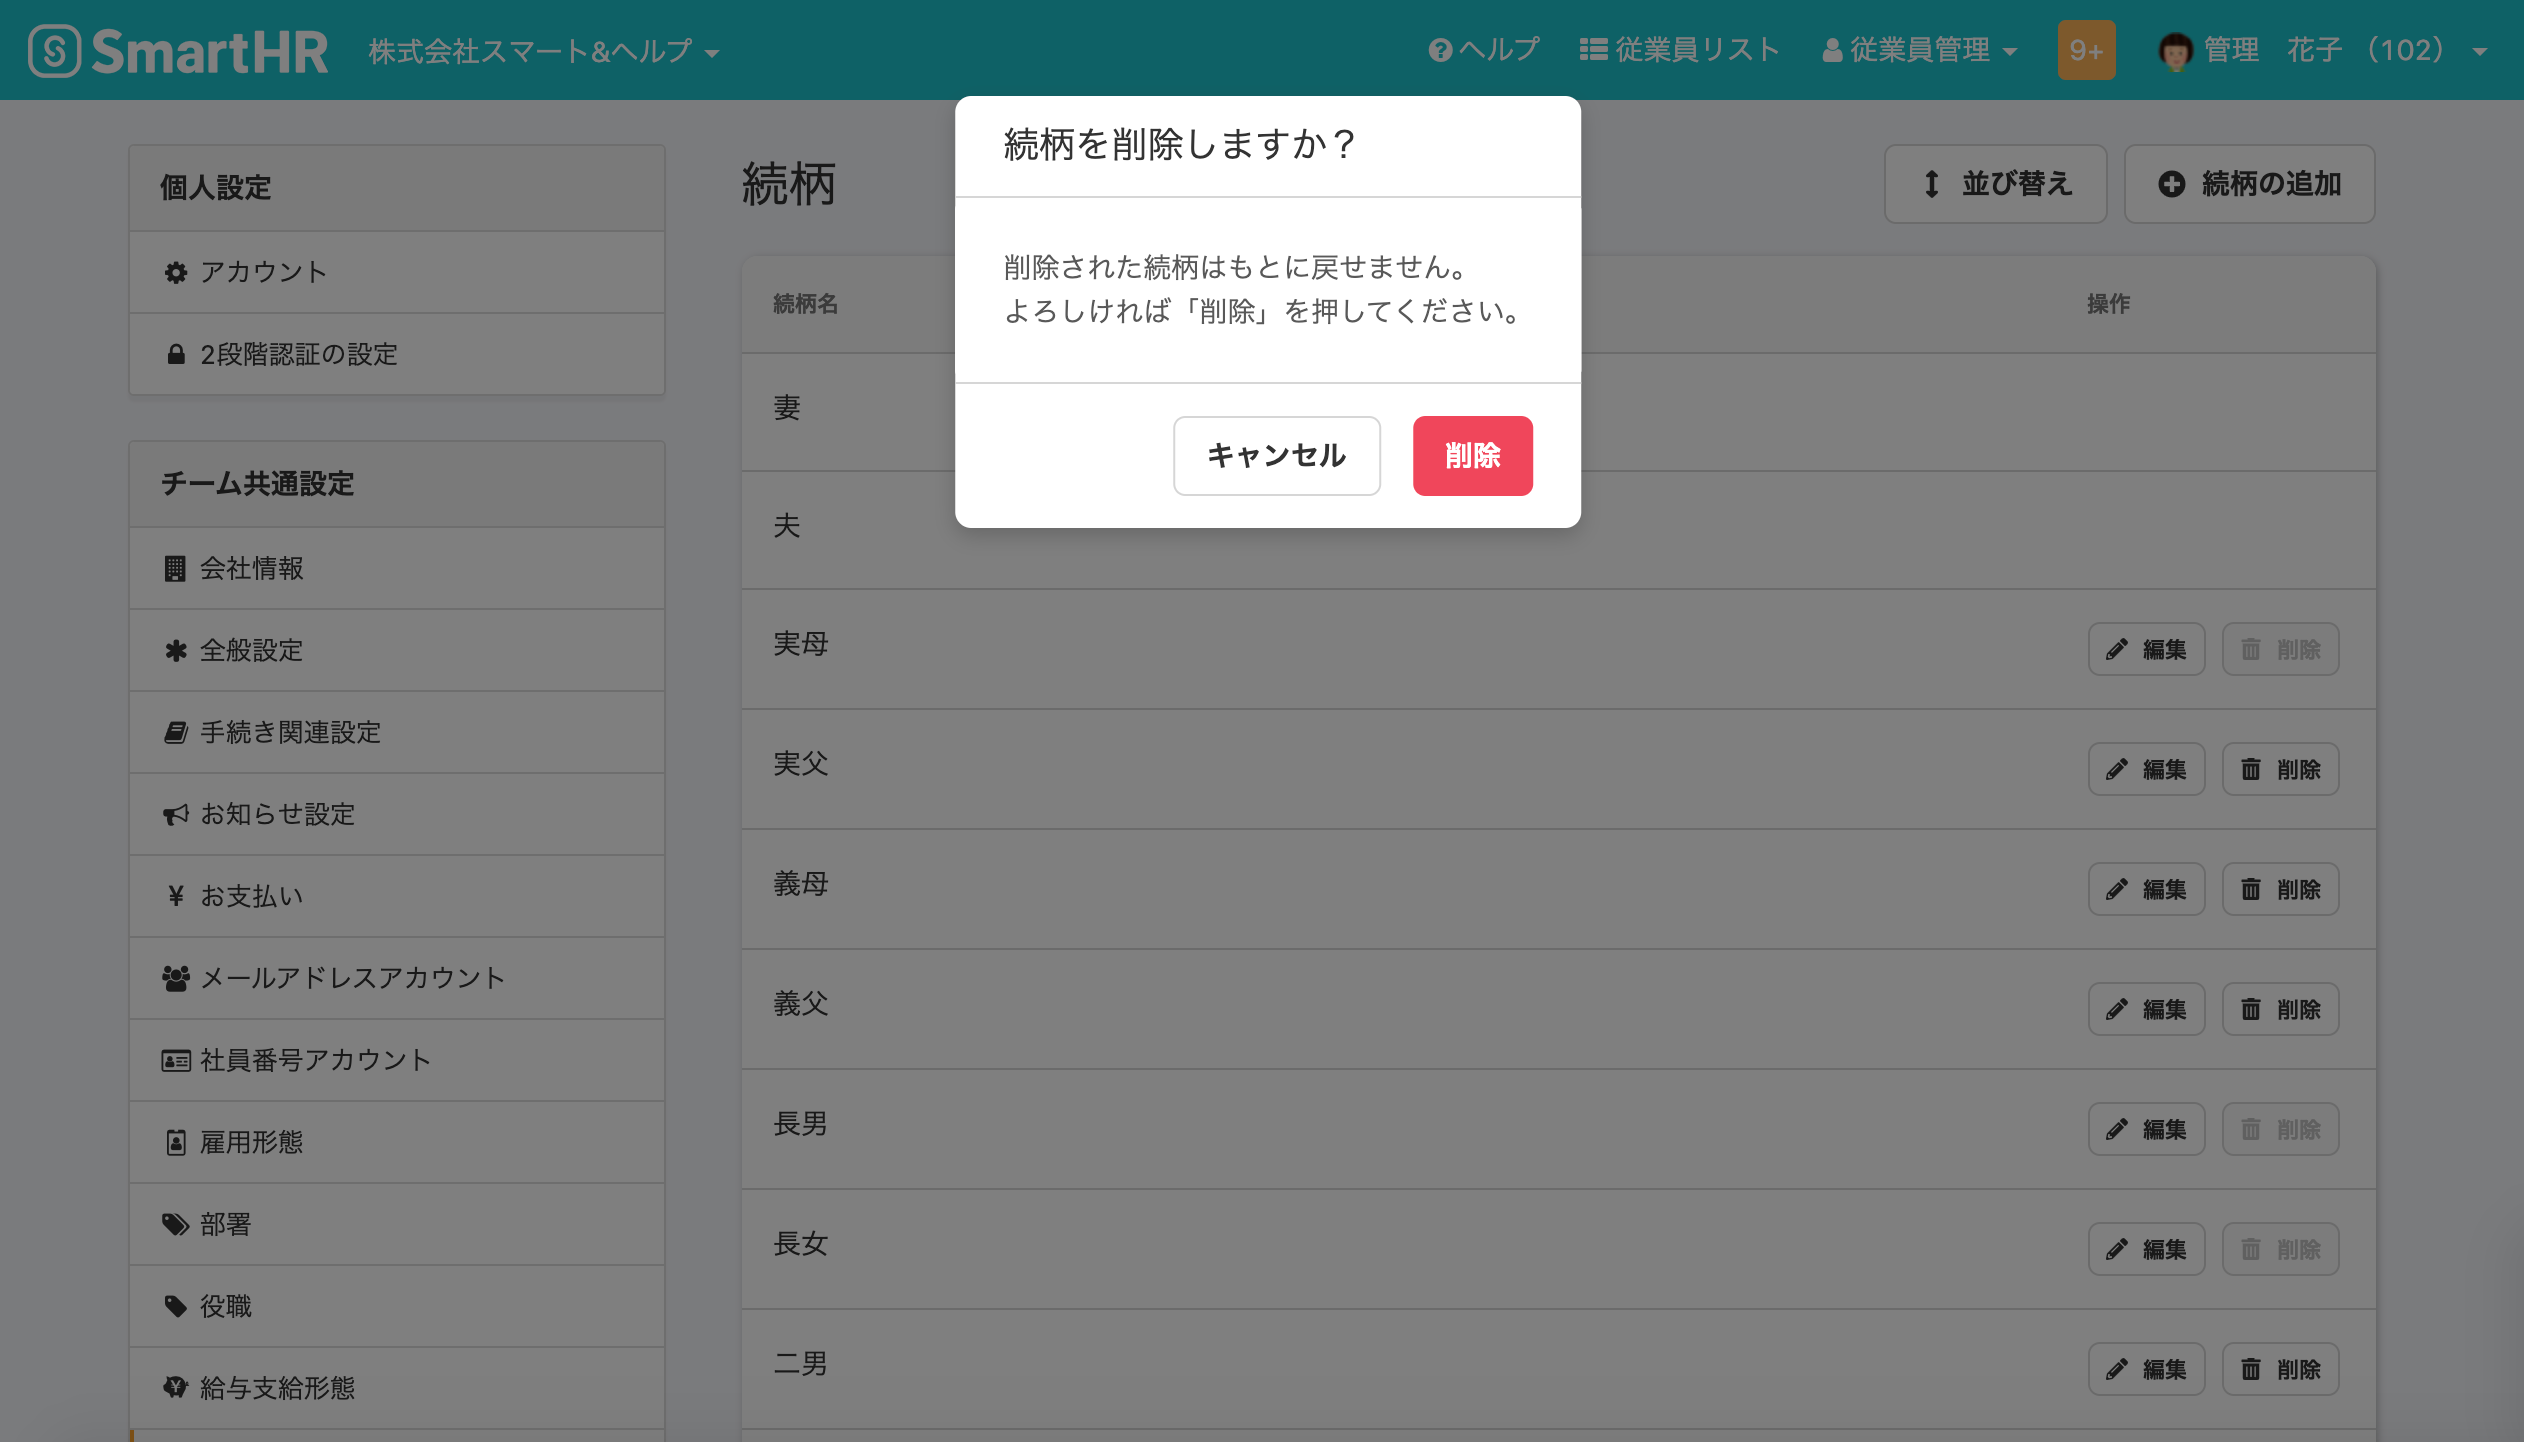 SmartHR 株式会社スマート&ヘルプ ヘルプ 従業員リスト 従業員管理 9+ 管理 花子 （102）
個人設定
アカウント
2段階認証の設定
チーム共通設定
会社情報
全般設定
手続き関連設定
お知らせ設定
お支払い
メールアドレスアカウント
社員番号アカウント
雇用形態
部署
役職
給与支給形態
続柄
並び替え
続柄の追加
続柄名 操作
妻
夫
実母 編集 削除
実父 編集 削除
義母 編集 削除
義父 編集 削除
長男 編集 削除
長女 編集 削除
二男 編集 削除
続柄を削除しますか？
削除された続柄はもとに戻せません。
よろしければ「削除」を押してください。
キャンセル 削除